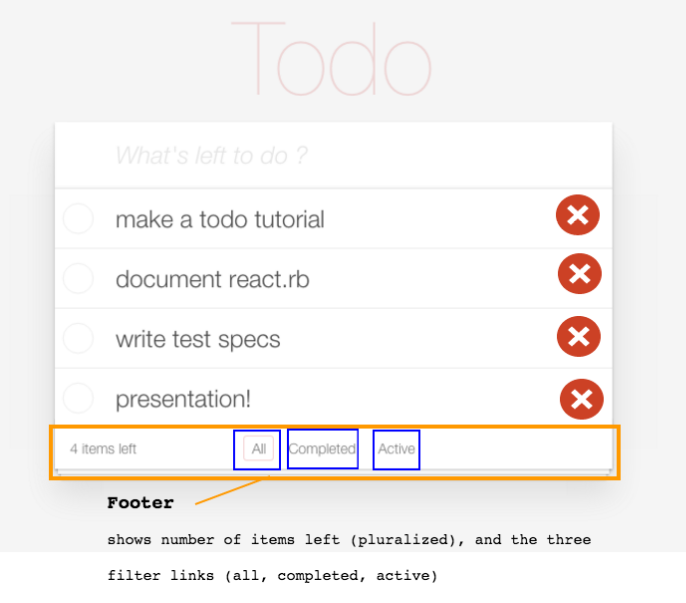 Todo
What's left to do ?
make a todo tutorial
document react.rb
write test specs
presentation!
4 items left All Completed Active
Footer
shows number of items left (pluralized), and the three
filter links (all, completed, active)